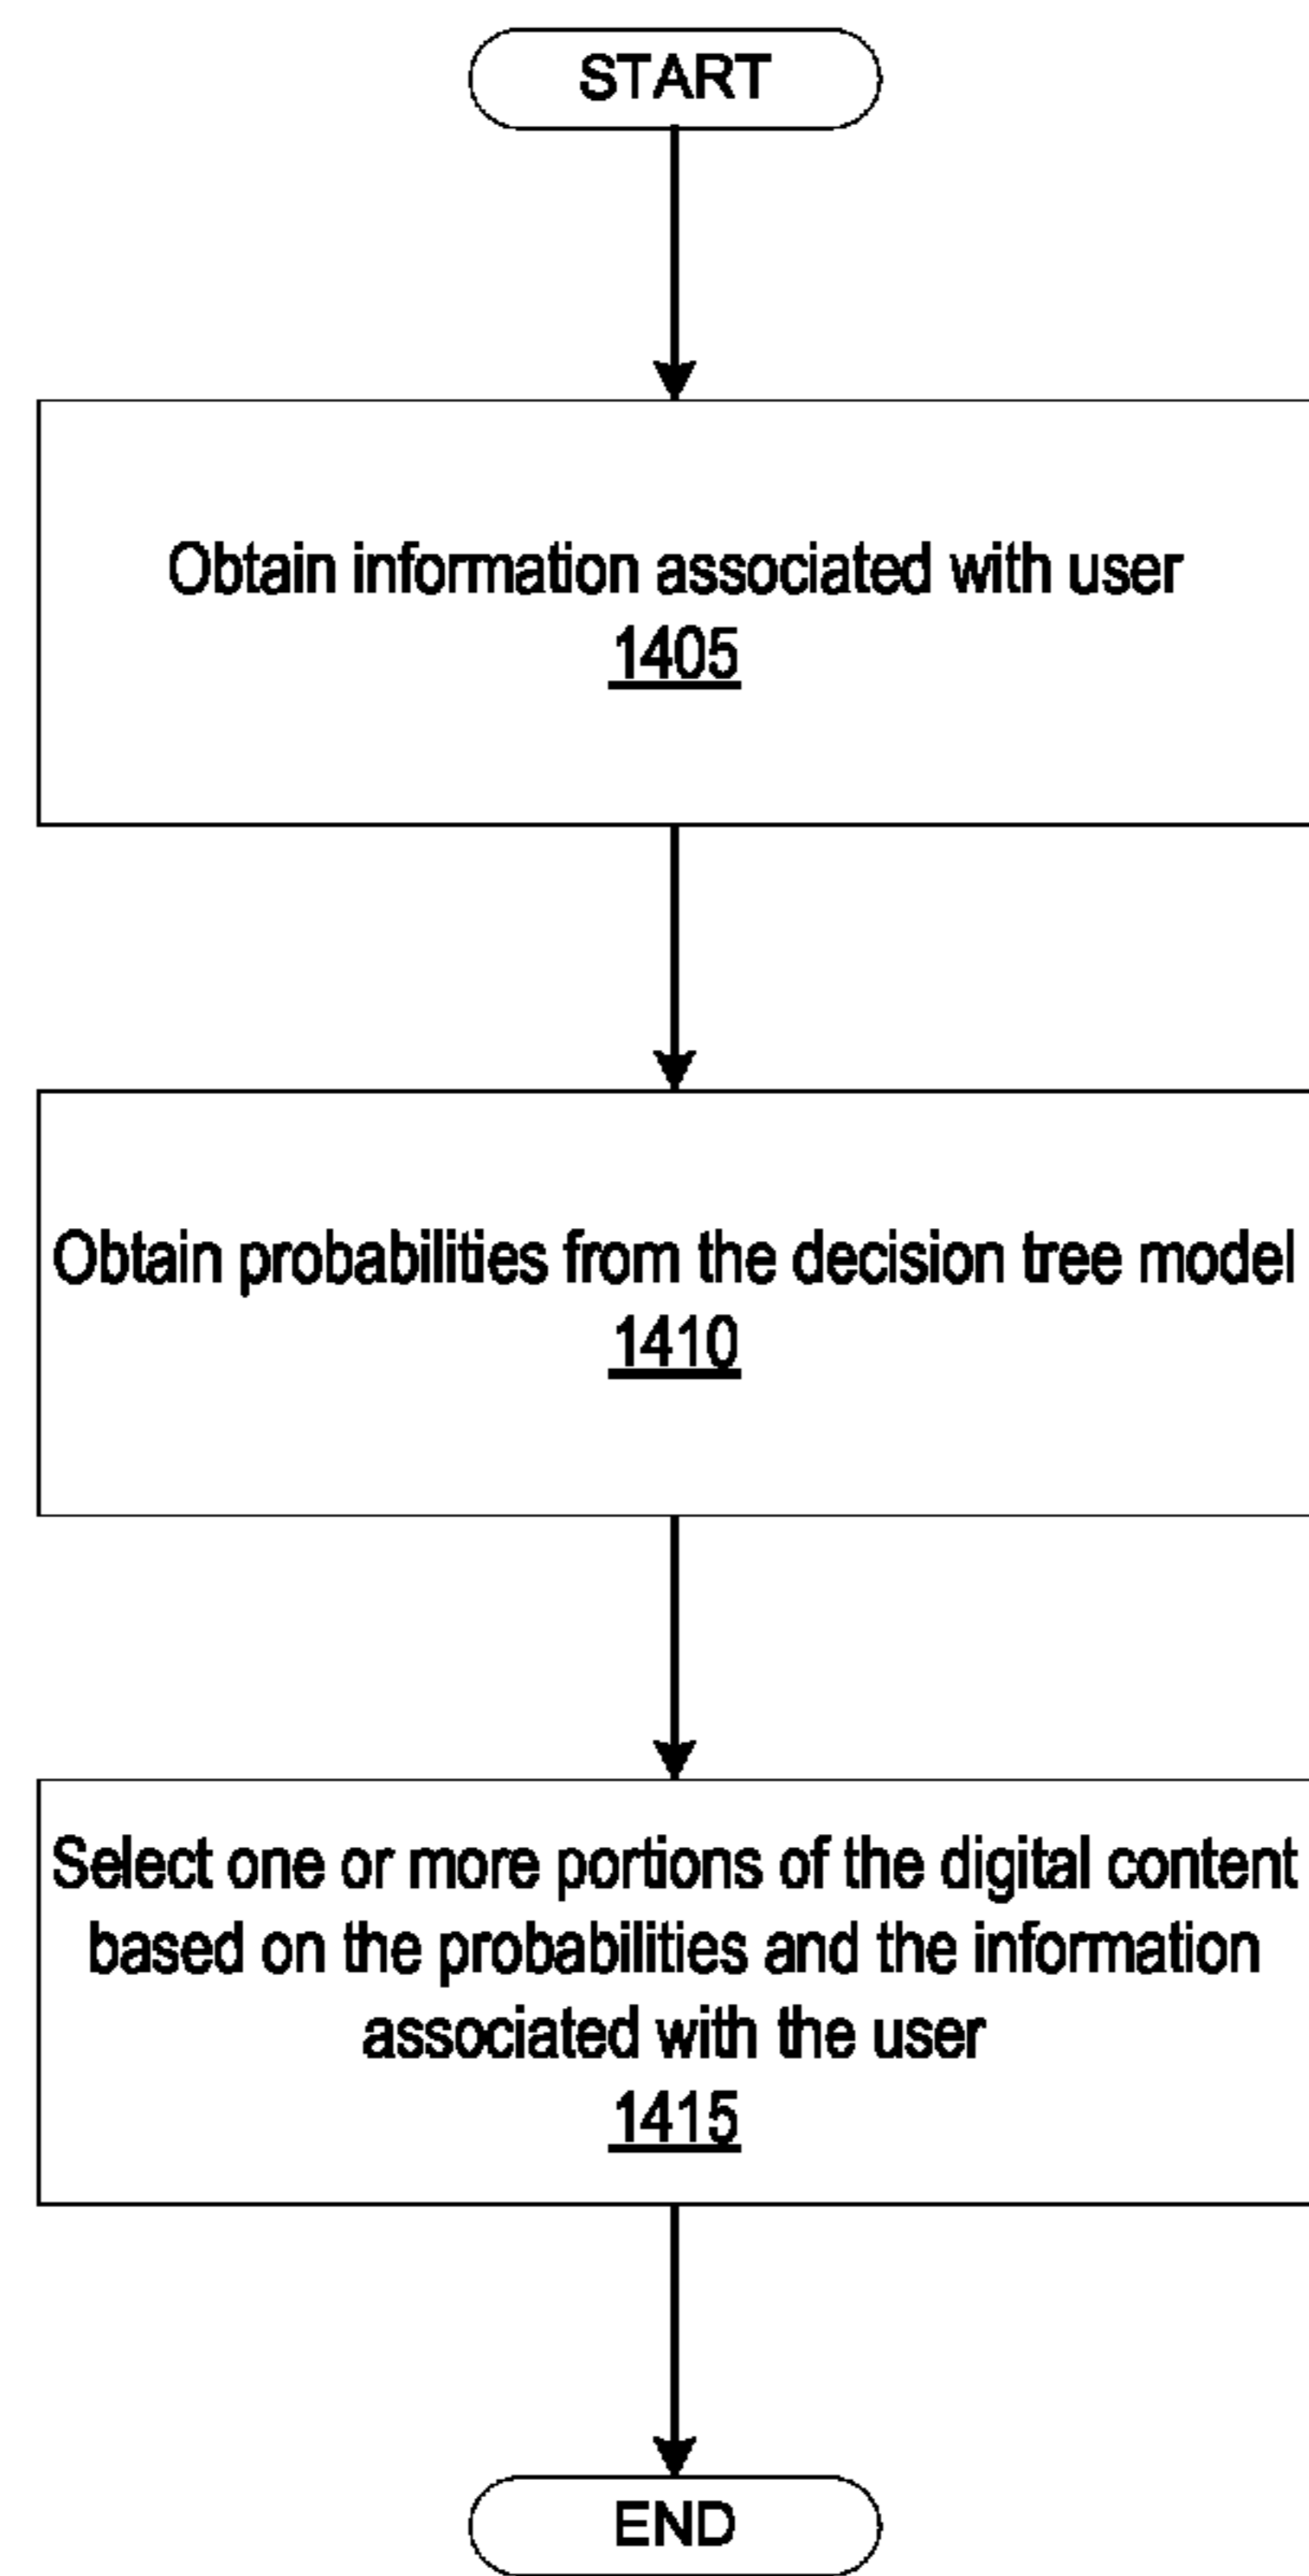 START
Obtain information associated with user
1405
Obtain probabilities from the decision tree model
1410
Select one or more portions of the digital content
based on the probabilities and the information
associated with the user
1415
END